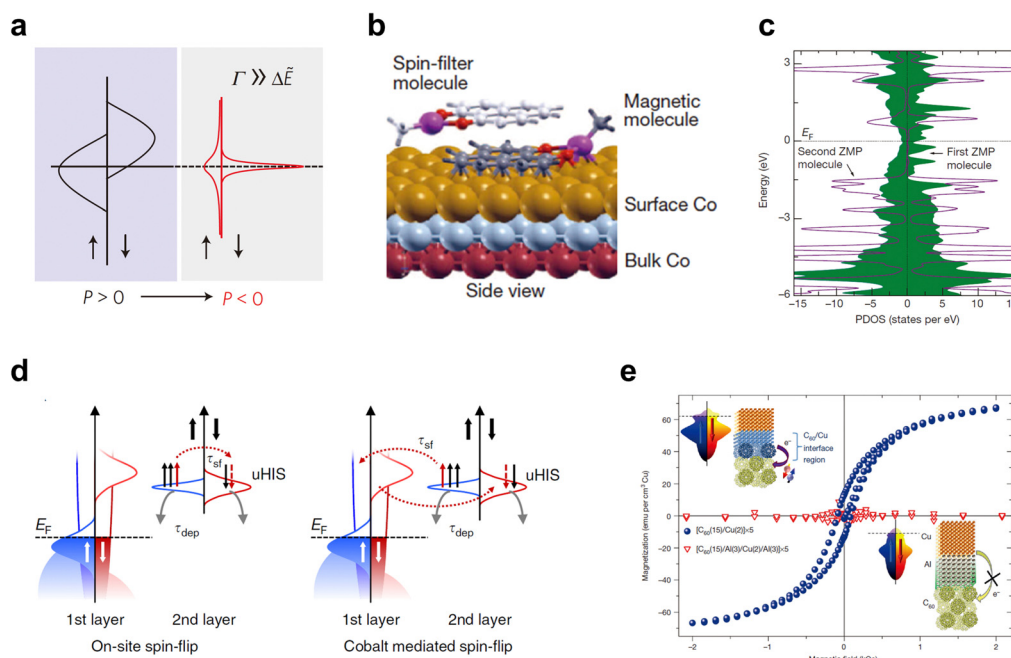 a
Γ ≫ ΔẼ
↑ ↓ ↑ ↓
P > 0 → P < 0
b
Spin-filter
molecule
Magnetic
molecule
Surface Co
Bulk Co
Side view
c
3
E_F
0
−3
−6
Energy (eV)
Second ZMP
molecule
First ZMP
molecule
−15 −10 −5 0 5 10 15
PDOS (states per eV)
d
E_F
τ_sf
uHIS
τ_dep
1st layer 2nd layer
On-site spin-flip
E_F
τ_sf
uHIS
τ_dep
1st layer 2nd layer
Cobalt mediated spin-flip
e
Magnetization (emu per cm³ Cu)
60
40
20
0
−20
−40
−60
C₆₀/Cu
interface
region
e⁻
[C₆₀(15)/Cu(2)]×5
[C₆₀(15)/Al(3)/Cu(2)/Al(3)]×5
Cu
Al
C₆₀
e⁻
−2 −1 0 1 2